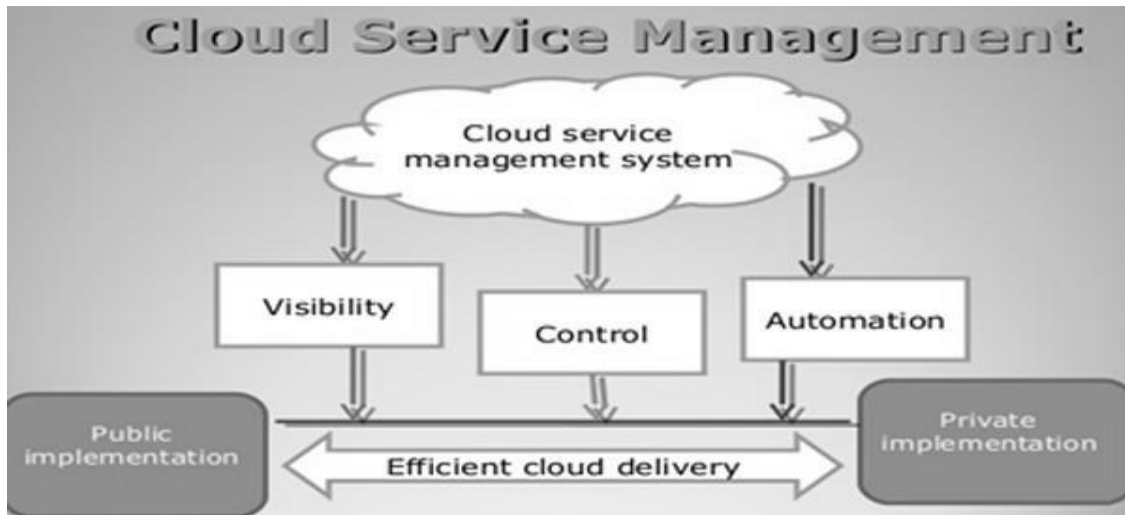 Cloud Service Management
Cloud service
management system
Visibility
Control
Automation
Public
implementation
Private
implementation
Efficient cloud delivery